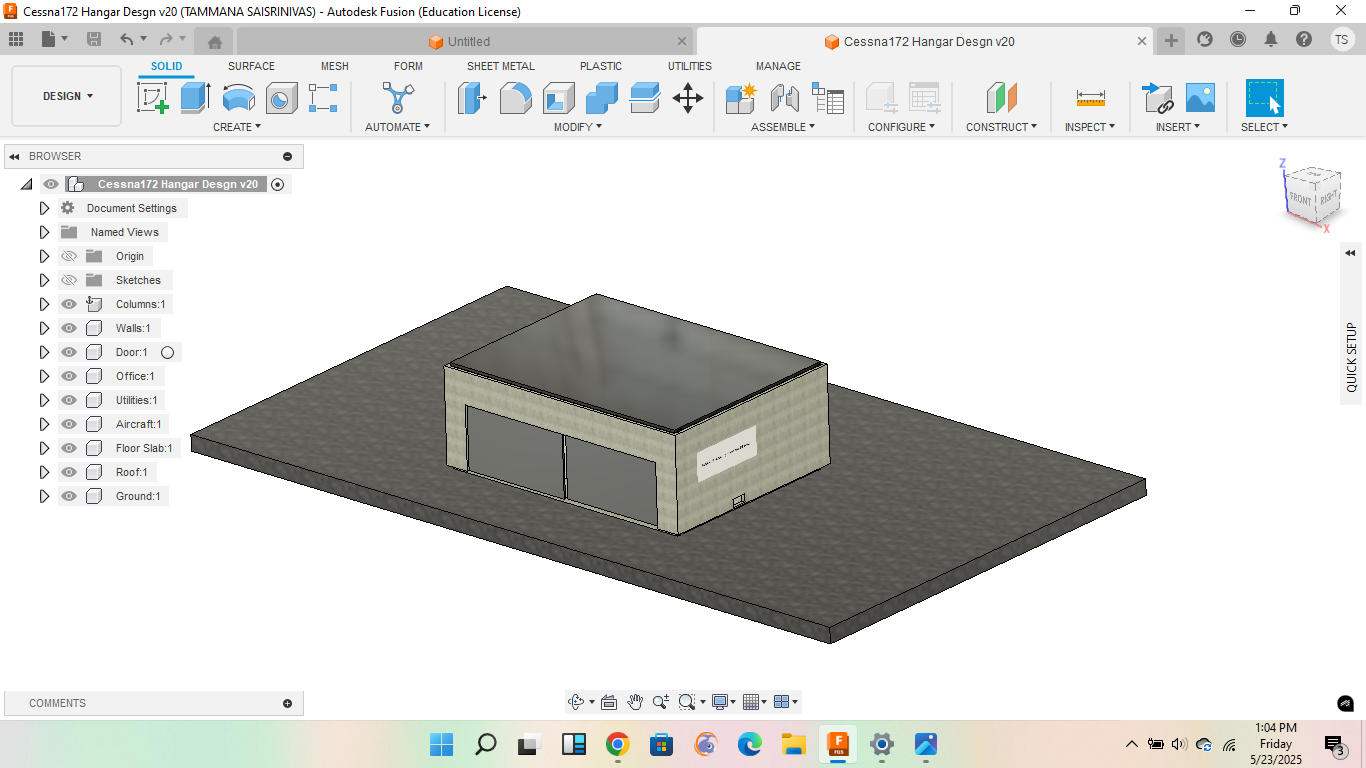 Cessna172 Hangar Desgn v20 (TAMMANA SAISRINIVAS) - Autodesk Fusion (Education License)
Untitled
Cessna172 Hangar Desgn v20
TS
SOLID SURFACE MESH FORM SHEET METAL PLASTIC UTILITIES MANAGE
DESIGN
CREATE AUTOMATE MODIFY ASSEMBLE CONFIGURE CONSTRUCT INSPECT INSERT SELECT
BROWSER
Cessna172 Hangar Desgn v20
Document Settings
Named Views
Origin
Sketches
Columns:1
Walls:1
Door:1
Office:1
Utilities:1
Aircraft:1
Floor Slab:1
Roof:1
Ground:1
Z
FRONT
RIGHT
X
QUICK SETUP
COMMENTS
1:04 PM
Friday
5/23/2025
3